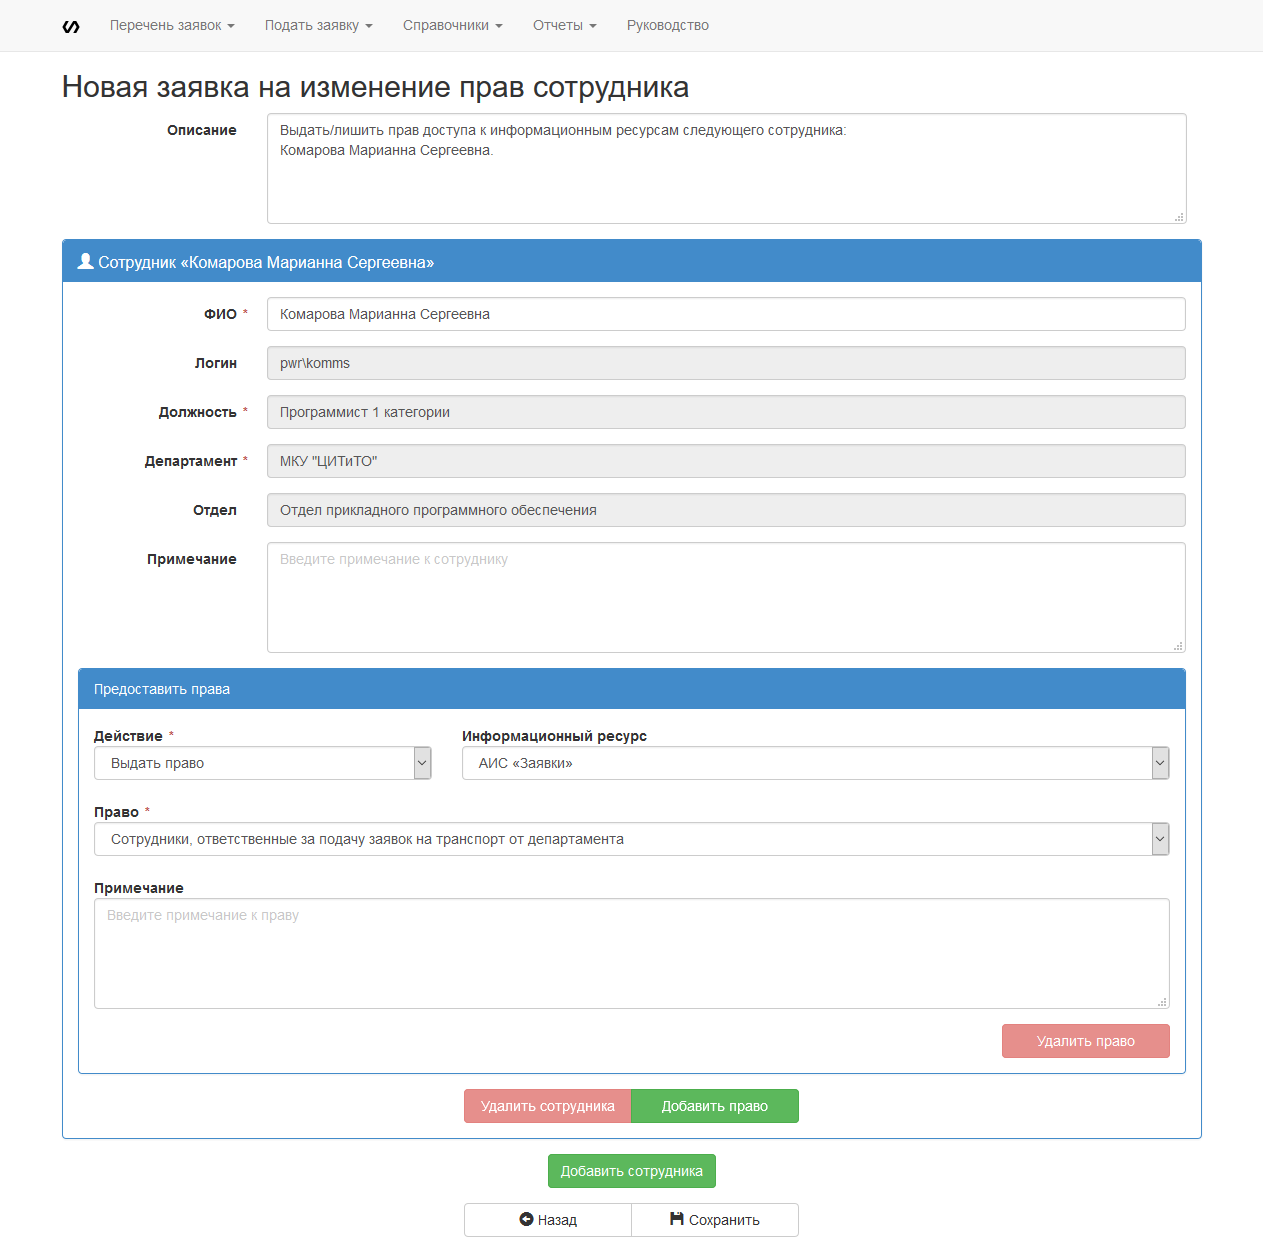 Перечень заявок Подать заявку Справочники Отчеты Руководство
Новая заявка на изменение прав сотрудника
Описание
Выдать/лишить прав доступа к информационным ресурсам следующего сотрудника:
Комарова Марианна Сергеевна.
Сотрудник «Комарова Марианна Сергеевна»
ФИО * Комарова Марианна Сергеевна
Логин pwr\komms
Должность * Программист 1 категории
Департамент * МКУ "ЦИТиТО"
Отдел Отдел прикладного программного обеспечения
Примечание Введите примечание к сотруднику
Предоставить права
Действие * Информационный ресурс
Выдать право АИС «Заявки»
Право *
Сотрудники, ответственные за подачу заявок на транспорт от департамента
Примечание
Введите примечание к праву
Удалить право
Удалить сотрудника Добавить право
Добавить сотрудника
Назад Сохранить